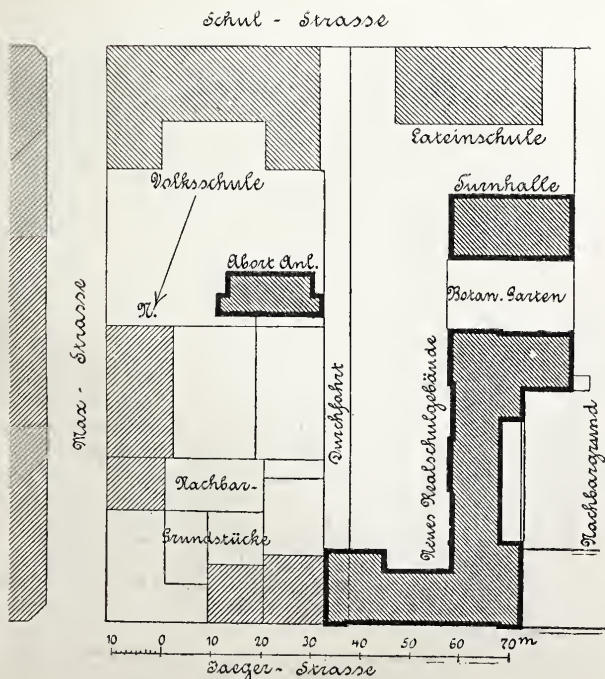 Schul - Strasse
Lateinschule
Volksschule
Turnhalle
Abort Anl.
Botan. Garten
N.
Max - Strasse
Durchfahrt
Neues Realschulgebäude
Nachbargrund
Nachbar-
Grundstücke
10 0 10 20 30 40 50 60 70 m
Jaeger - Strasse